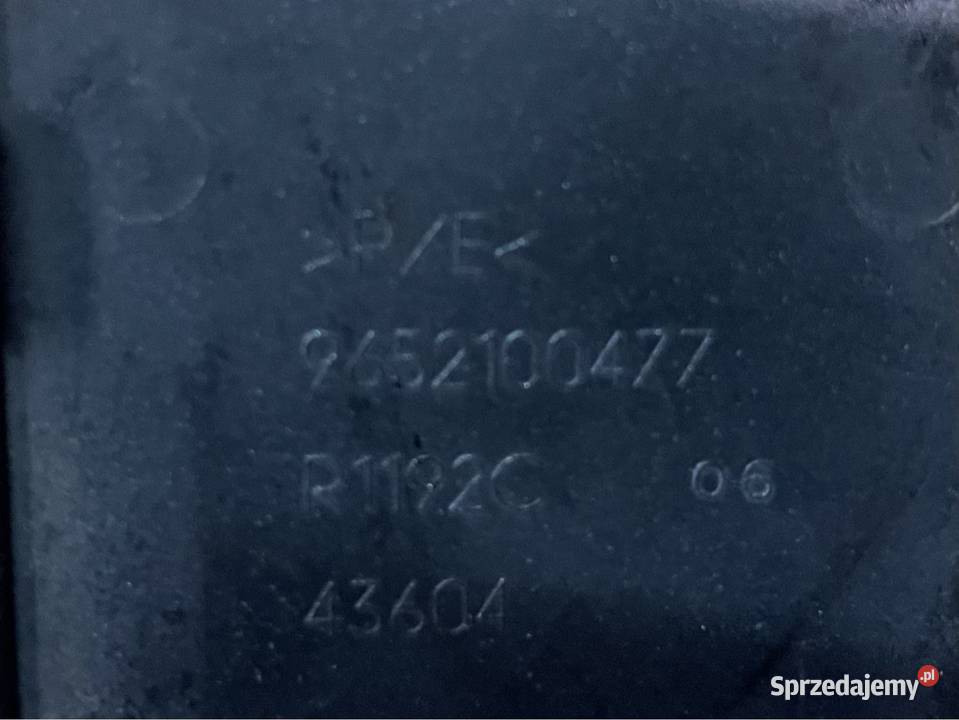 >P/E<
9652100477
R1192C 06
43604
Sprzedajemy.pl